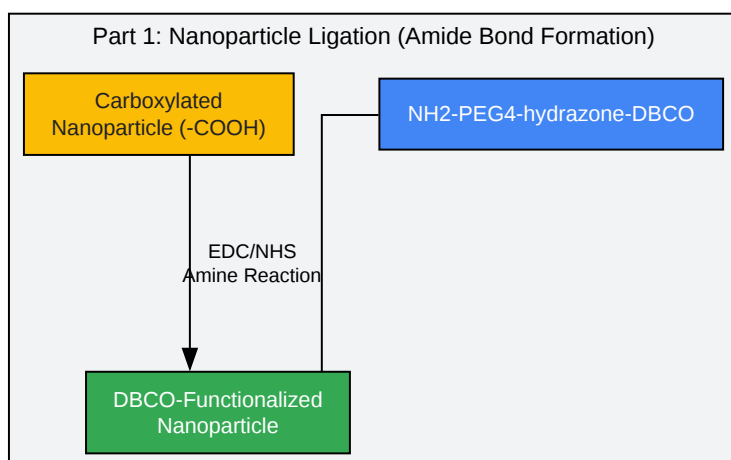 Part 1: Nanoparticle Ligation (Amide Bond Formation)
Carboxylated
Nanoparticle (-COOH)
NH2-PEG4-hydrazone-DBCO
EDC/NHS
Amine Reaction
DBCO-Functionalized
Nanoparticle